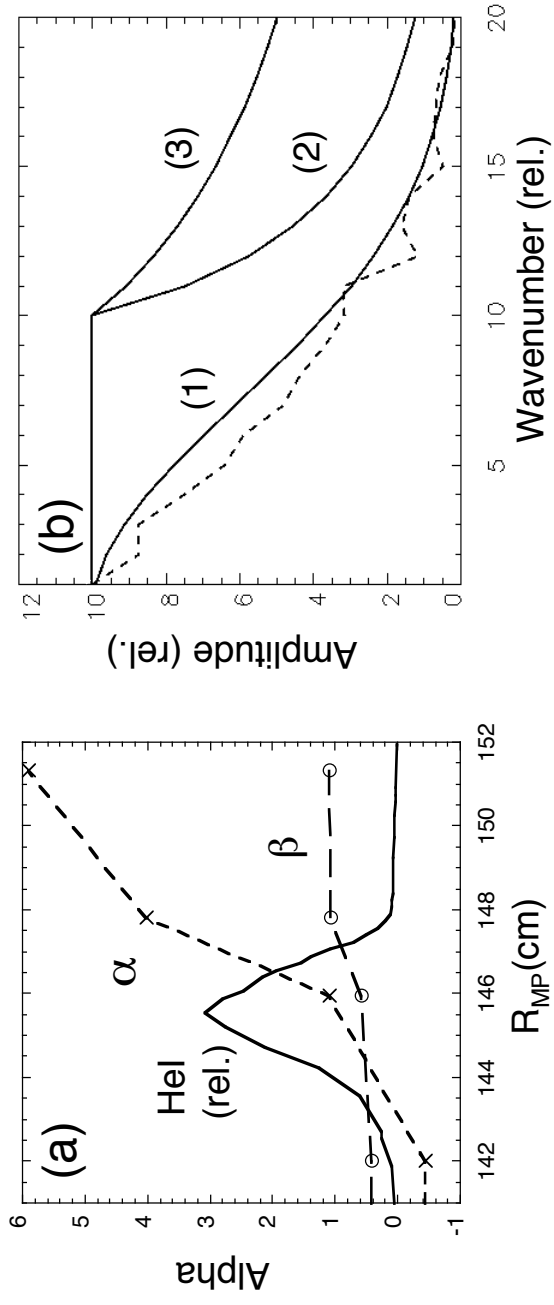 (a)
6
5
4
3
2
1
0
-1
Alpha
α
β
HeI
(rel.)
142
144
146
148
150
152
R_MP(cm)
(b)
12
10
8
6
4
2
0
Amplitude (rel.)
(1)
(2)
(3)
5
10
15
20
Wavenumber (rel.)